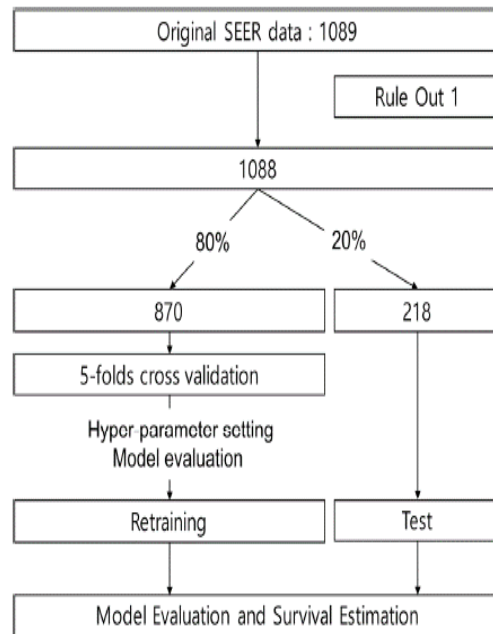 Original SEER data : 1089
Rule Out 1
1088
80%
20%
870
218
5-folds cross validation
Hyper-parameter setting
Model evaluation
Retraining
Test
Model Evaluation and Survival Estimation